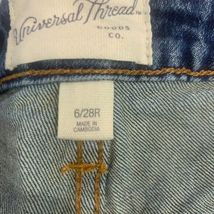 Universal Thread
GOODS
CO.
6/28R
MADE IN
CAMBODIA